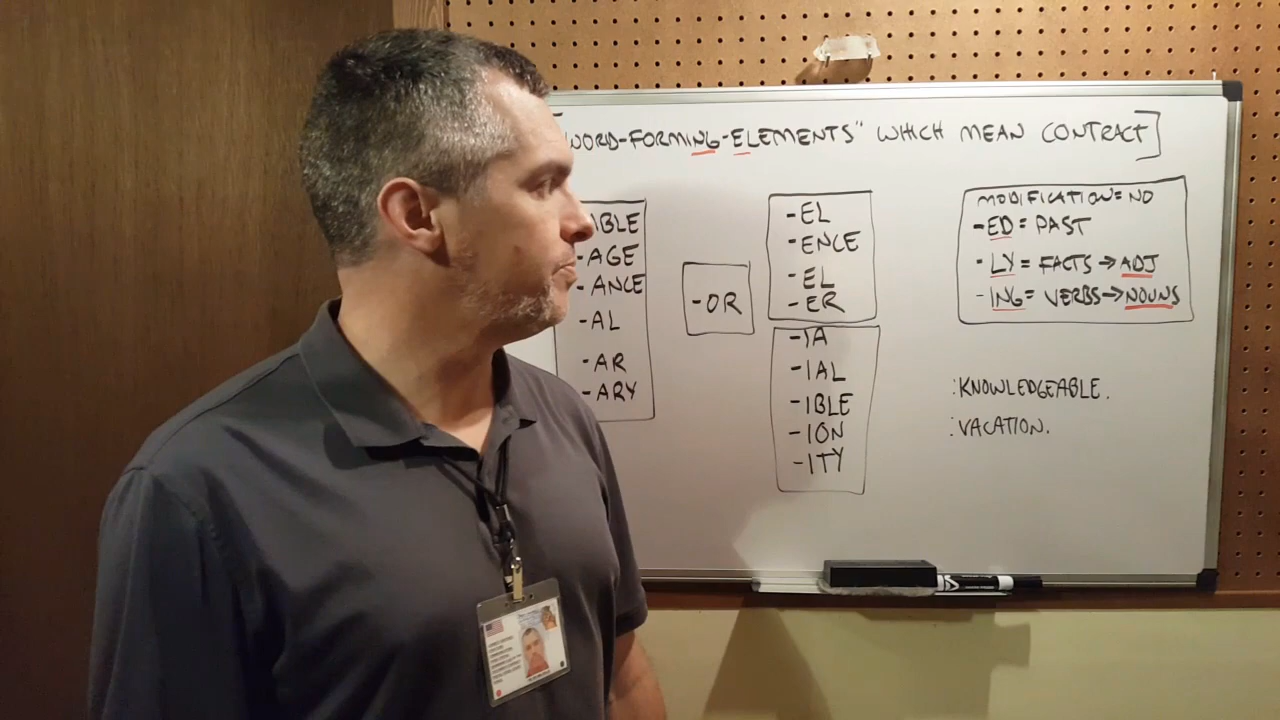 WORD-FORMING-ELEMENTS" WHICH MEAN CONTRACT]
-AGE
-ANCE
-AL
-AR
-ARY
-OR
-EL
-ENCE
-EL
-ER
-IA
-IAL
-IBLE
-ION
-ITY
MODIFICATION=NO
-ED=PAST
-LY=FACTS→ADJ
-ING=VERBS→NOUNS
:KNOWLEDGEABLE.
:VACATION.